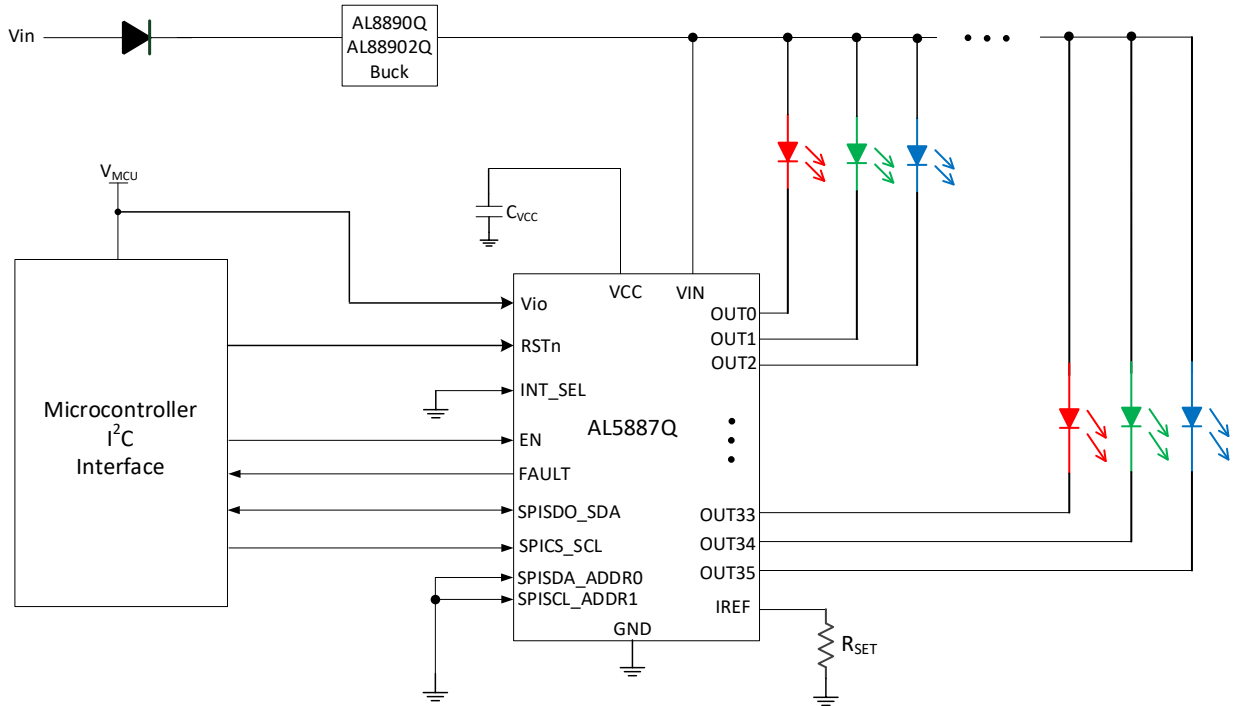 Vin
AL8890Q
AL88902Q
Buck
VMCU
CVCC
Microcontroller
I2C
Interface
VCC
VIN
Vio
RSTn
INT_SEL
EN
FAULT
SPISDO_SDA
SPICS_SCL
SPISDA_ADDR0
SPISCL_ADDR1
AL5887Q
GND
OUT0
OUT1
OUT2
OUT33
OUT34
OUT35
IREF
RSET